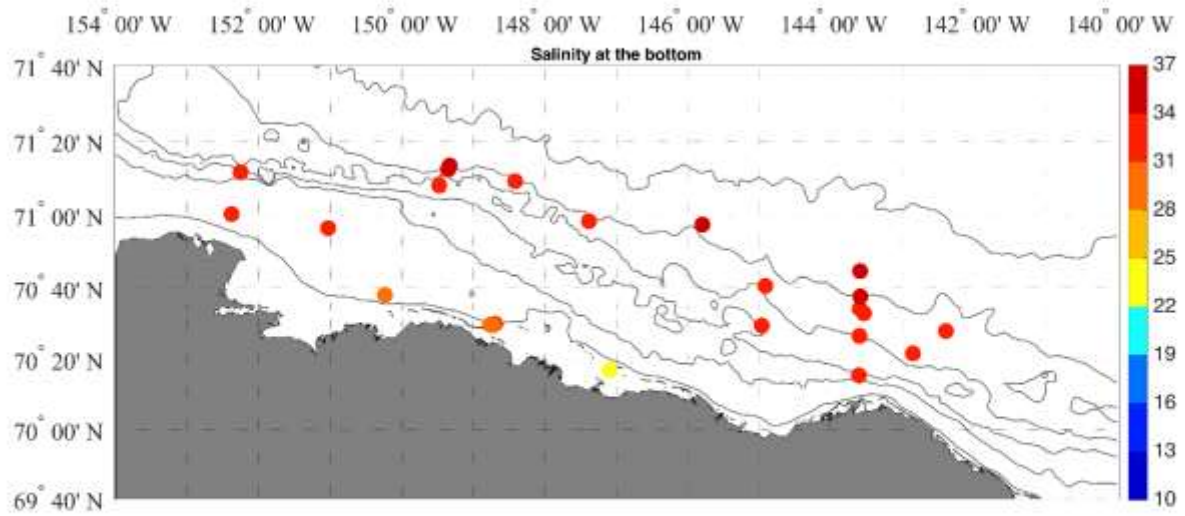 154° 00' W 152° 00' W 150° 00' W 148° 00' W 146° 00' W 144° 00' W 142° 00' W 140° 00' W
Salinity at the bottom
71° 40' N
71° 20' N
71° 00' N
70° 40' N
70° 20' N
70° 00' N
69° 40' N
37
34
31
28
25
22
19
16
13
10